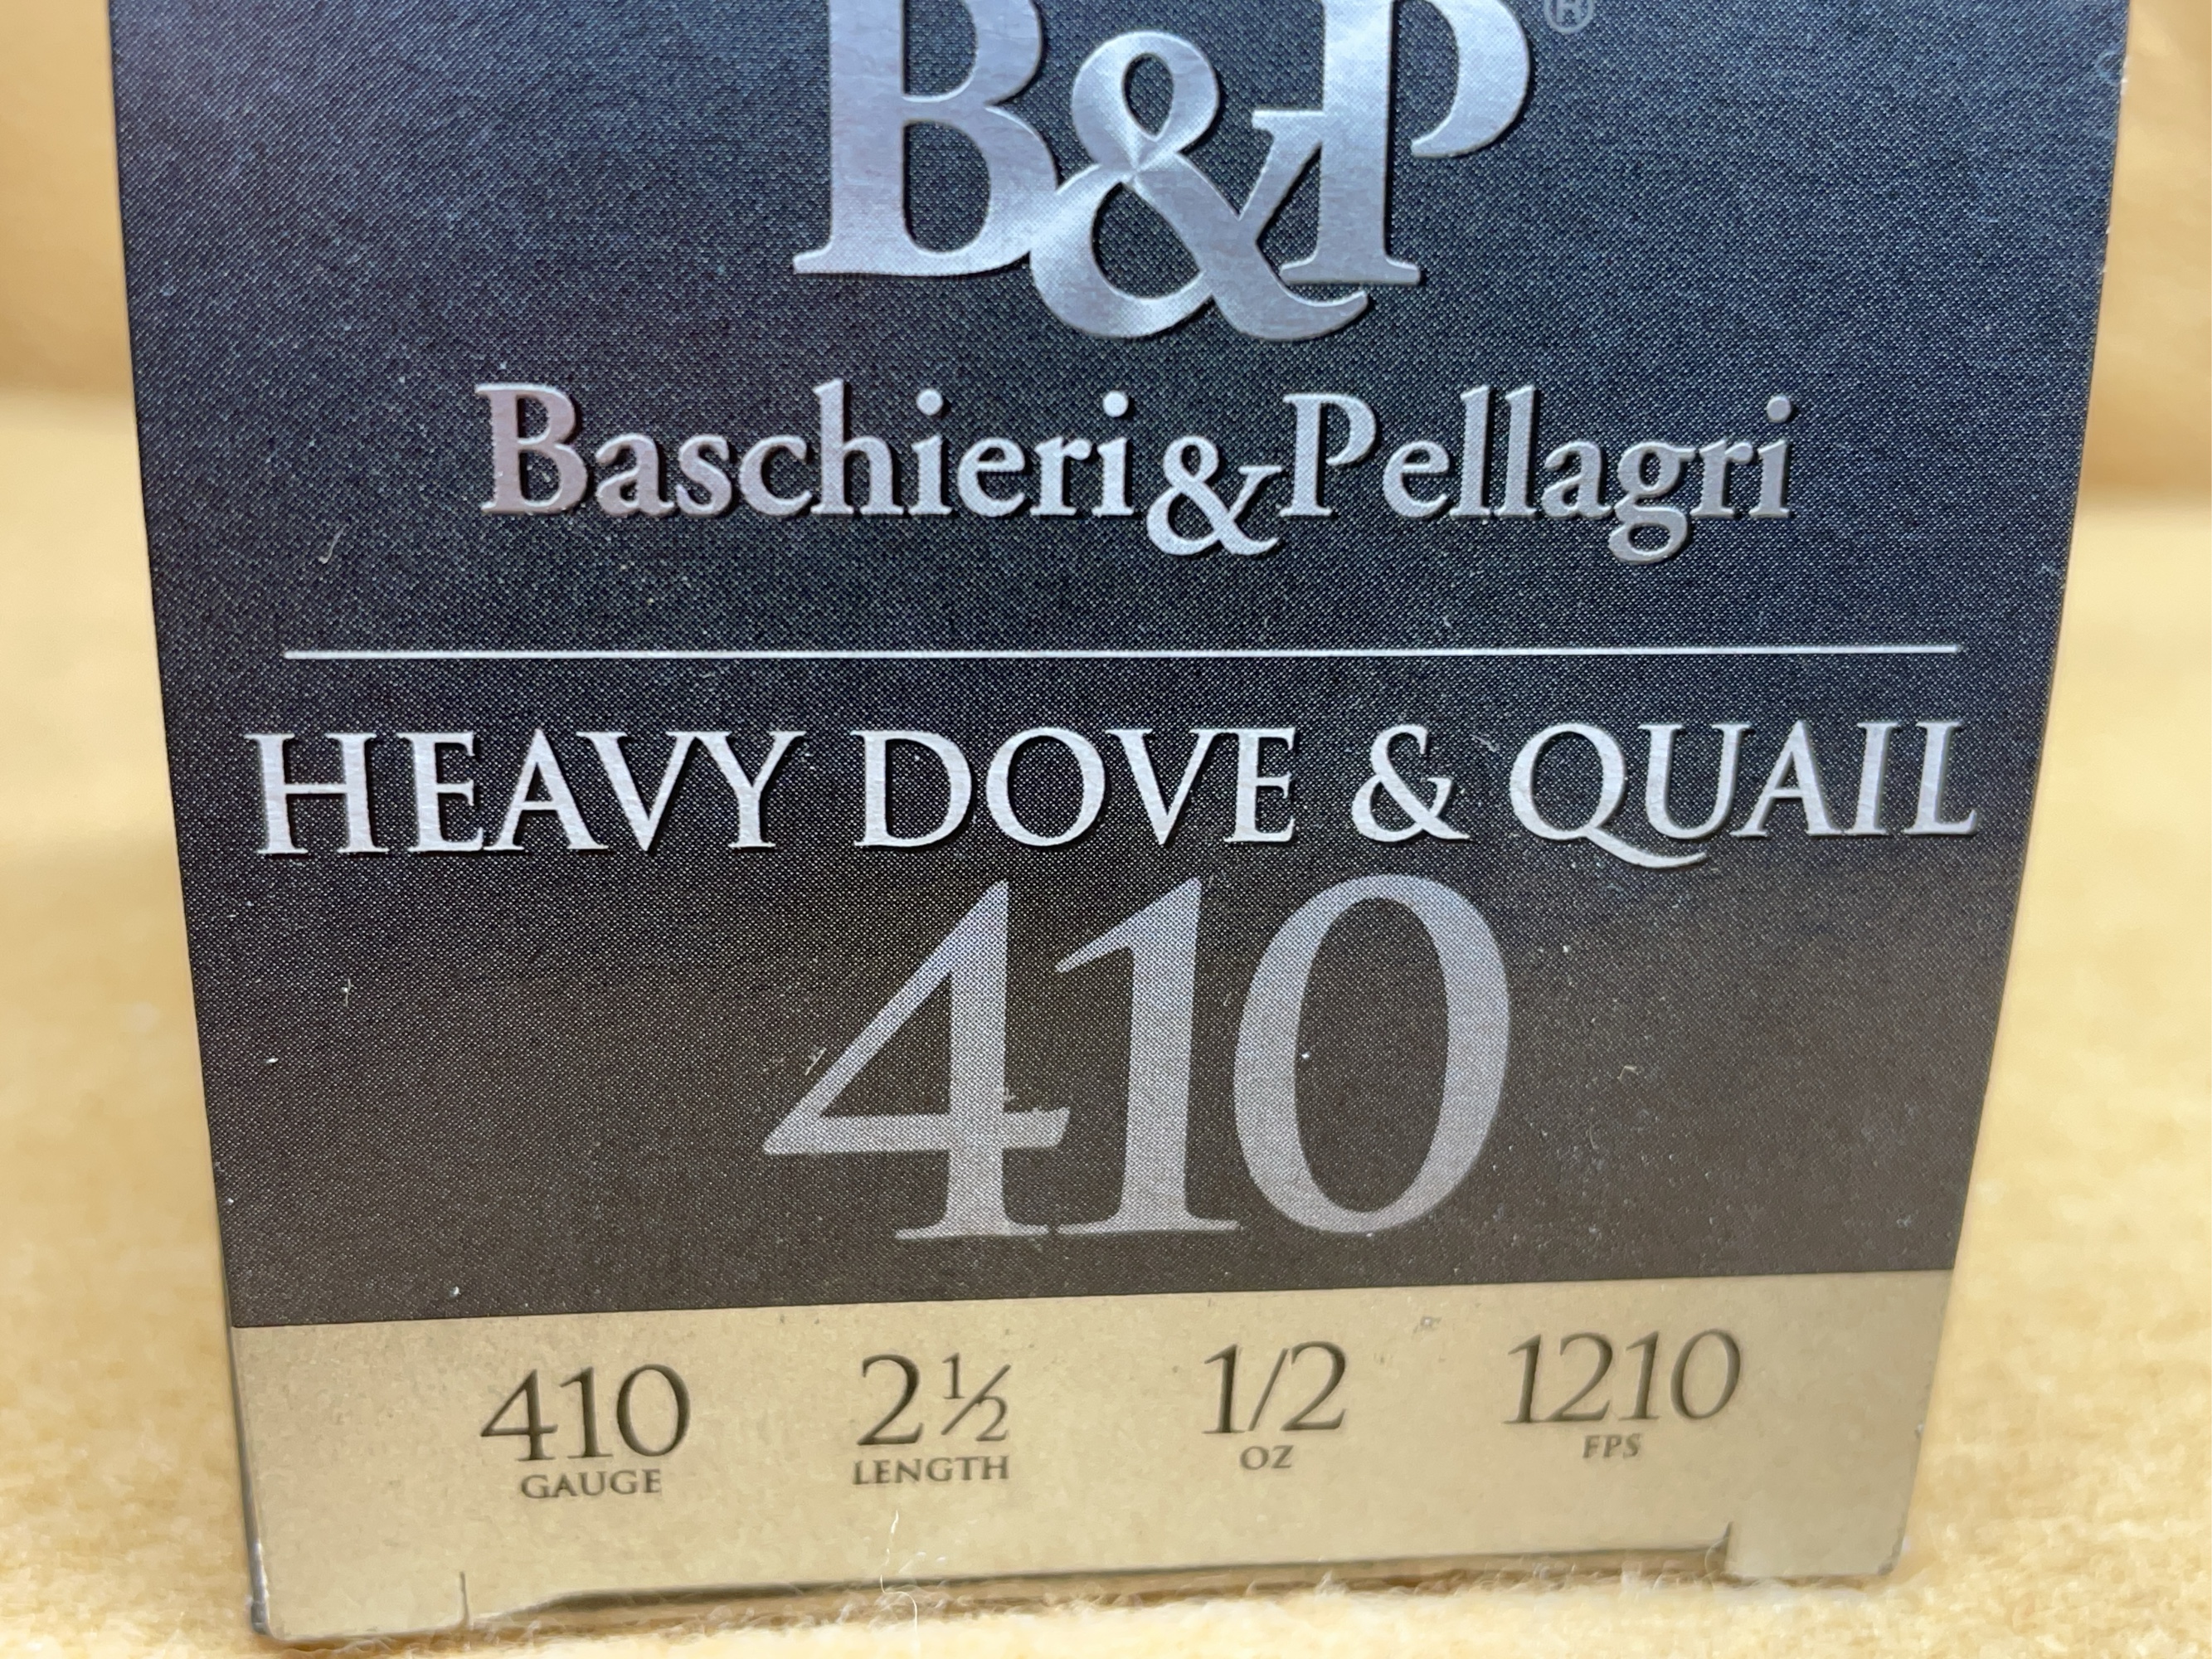 B&P®
Baschieri&Pellagri
HEAVY DOVE & QUAIL
410
410 2½ 1/2 1210
GAUGE LENGTH OZ FPS